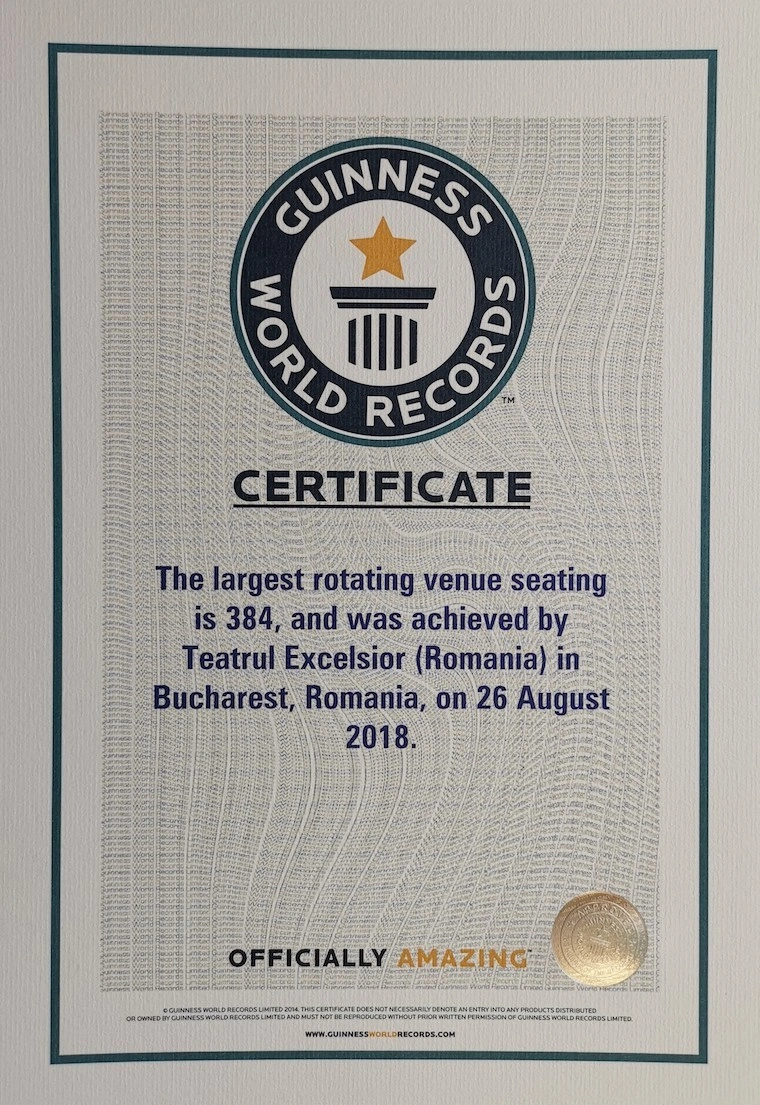 GUINNESS
WORLD RECORDS
TM
CERTIFICATE
The largest rotating venue seating
is 384, and was achieved by
Teatrul Excelsior (Romania) in
Bucharest, Romania, on 26 August
2018.
OFFICIALLY AMAZING
© GUINNESS WORLD RECORDS LIMITED 2014. THIS CERTIFICATE DOES NOT NECESSARILY DENOTE AN ENTRY INTO ANY PRODUCTS DISTRIBUTED
OR OWNED BY GUINNESS WORLD RECORDS LIMITED AND MUST NOT BE REPRODUCED WITHOUT PRIOR WRITTEN PERMISSION OF GUINNESS WORLD RECORDS LIMITED.
WWW.GUINNESSWORLDRECORDS.COM